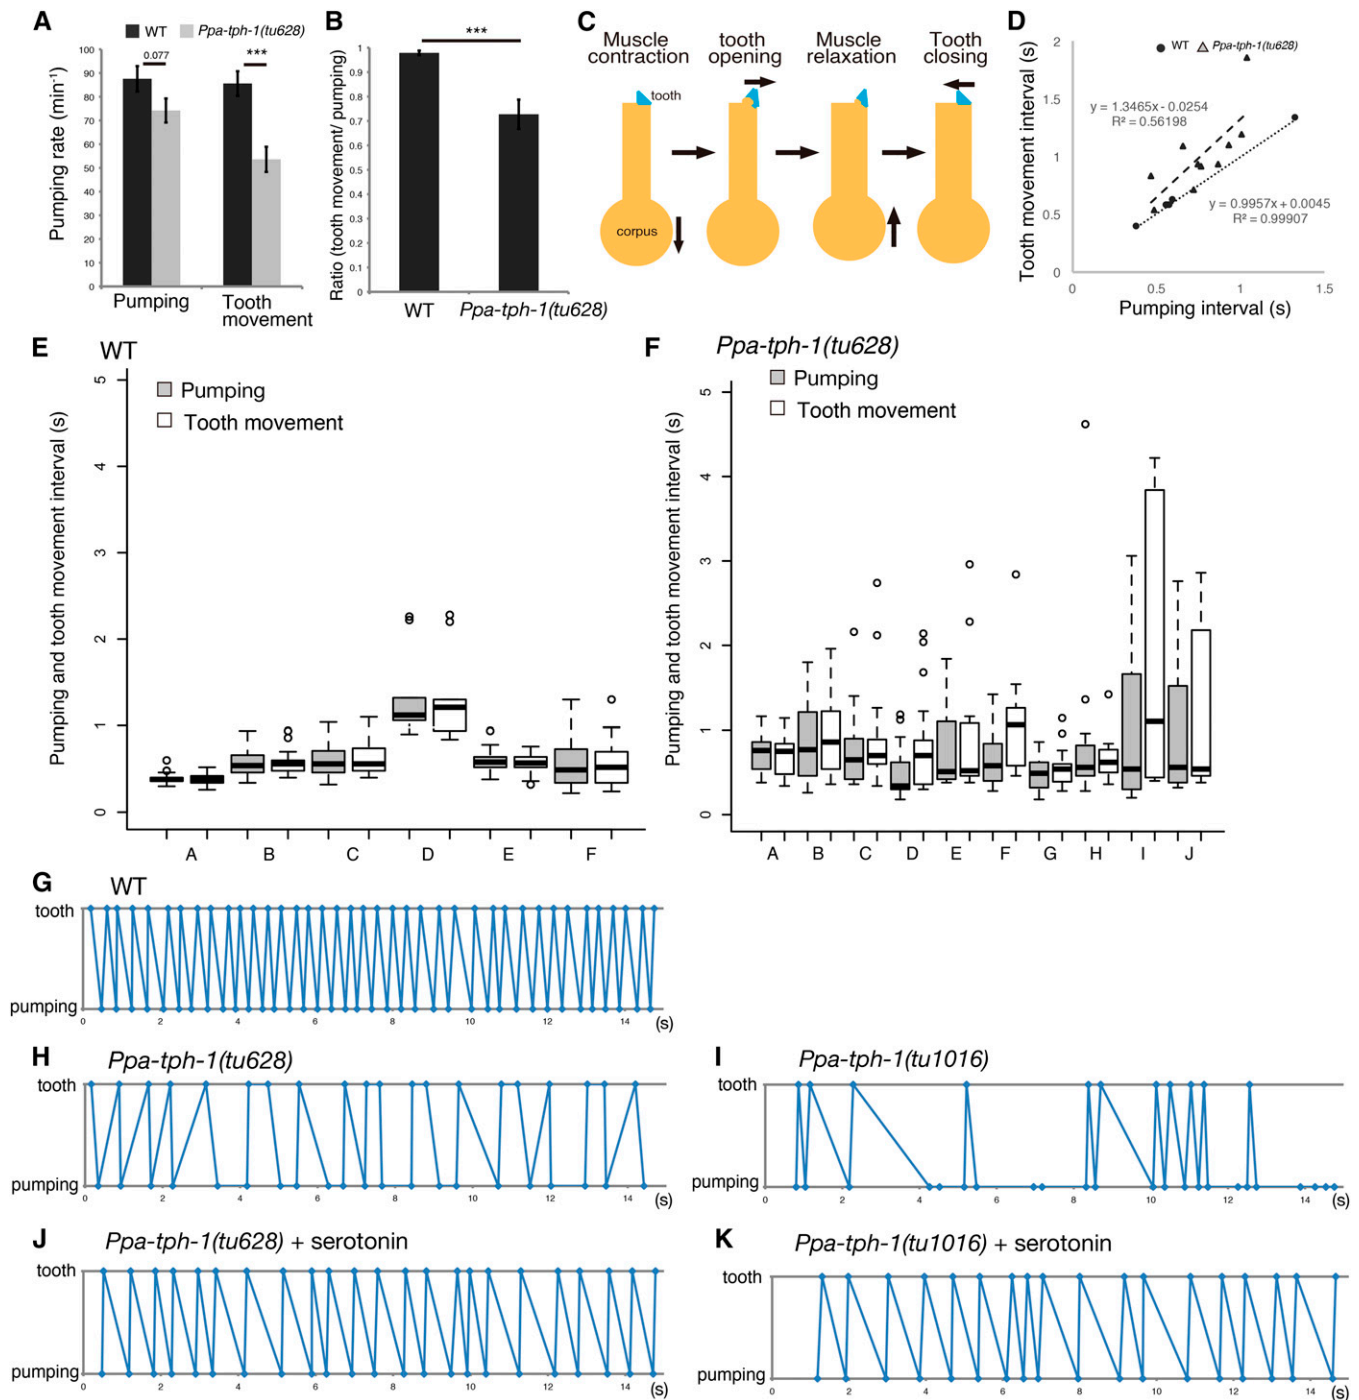 A
WT Ppa-tph-1(tu628)
Pumping rate (min-1)
100
90
80
70
60
50
40
30
20
10
0
0.077
***
Pumping
Tooth movement
B
Ratio (tooth movement/ pumping)
1
0.9
0.8
0.7
0.6
0.5
0.4
0.3
0.2
0.1
0
***
WT Ppa-tph-1(tu628)
C
Muscle contraction
tooth opening
Muscle relaxation
Tooth closing
tooth
corpus
D
Tooth movement interval (s)
2
1.5
1
0.5
0
WT Ppa-tph-1(tu628)
y = 1.3465x - 0.0254
R² = 0.56198
y = 0.9957x + 0.0045
R² = 0.99907
0 0.5 1 1.5
Pumping interval (s)
E
WT
Pumping
Tooth movement
Pumping and tooth movement interval (s)
5
4
3
2
1
0
A B C D E F
F
Ppa-tph-1(tu628)
Pumping
Tooth movement
Pumping and tooth movement interval (s)
5
4
3
2
1
0
A B C D E F G H I J
G
WT
tooth
pumping
0 2 4 6 8 10 12 14 (s)
H
Ppa-tph-1(tu628)
tooth
pumping
0 2 4 6 8 10 12 14 (s)
I
Ppa-tph-1(tu1016)
tooth
pumping
0 2 4 6 8 10 12 14 (s)
J
Ppa-tph-1(tu628) + serotonin
tooth
pumping
0 2 4 6 8 10 12 14 (s)
K
Ppa-tph-1(tu1016) + serotonin
tooth
pumping
0 2 4 6 8 10 12 14 (s)